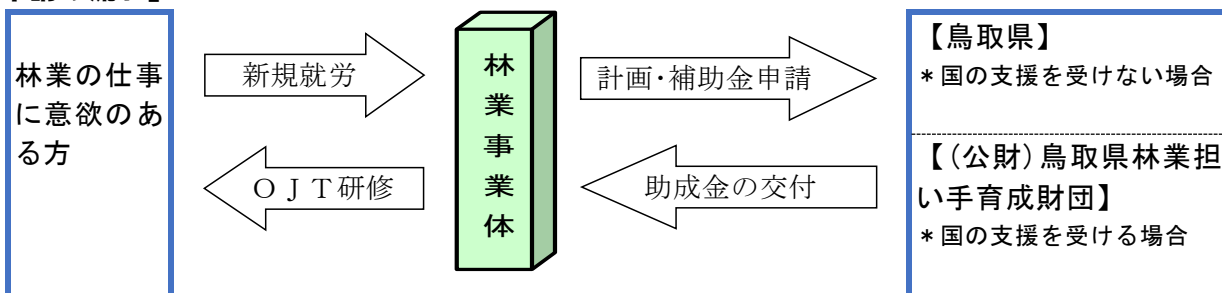 林業の仕事
に意欲のあ
る方
新規就労
ＯＪＴ研修
林業事業体
計画・補助金申請
助成金の交付
【鳥取県】
＊国の支援を受けない場合
【（公財）鳥取県林業担
い手育成財団】
＊国の支援を受ける場合